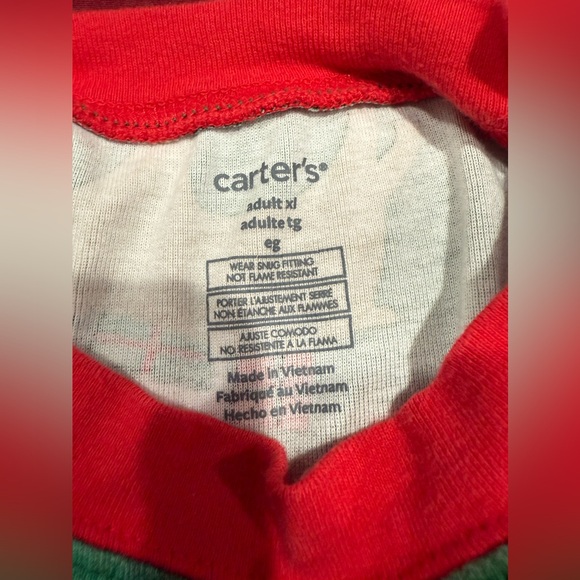 carter's®
adult xl
adulte tg
eg
WEAR SNUG FITTING
NOT FLAME RESISTANT
PORTER L'AJUSTEMENT SERRÉ
NON ÉTANCHE AUX FLAMMES
AJUSTE COMODO
NO RESISTENTE A LA FLAMA
Made in Vietnam
Fabriqué au Vietnam
Hecho en Vietnam